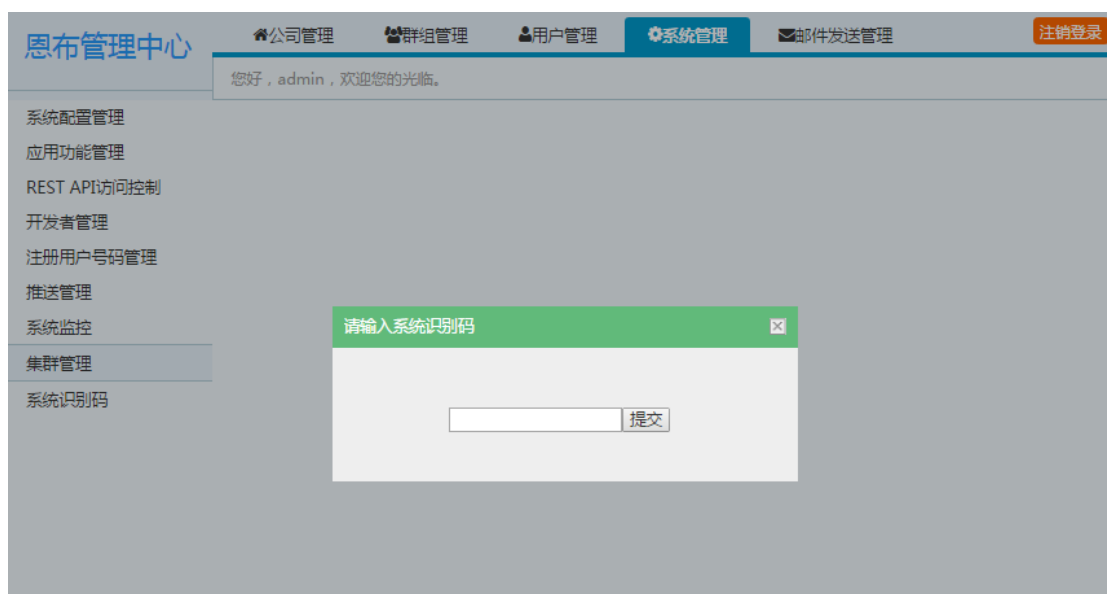 恩布管理中心
公司管理 群组管理 用户管理 系统管理 邮件发送管理 注销登录
您好，admin，欢迎您的光临。
系统配置管理
应用功能管理
REST API访问控制
开发者管理
注册用户号码管理
推送管理
系统监控
集群管理
系统识别码
请输入系统识别码
提交